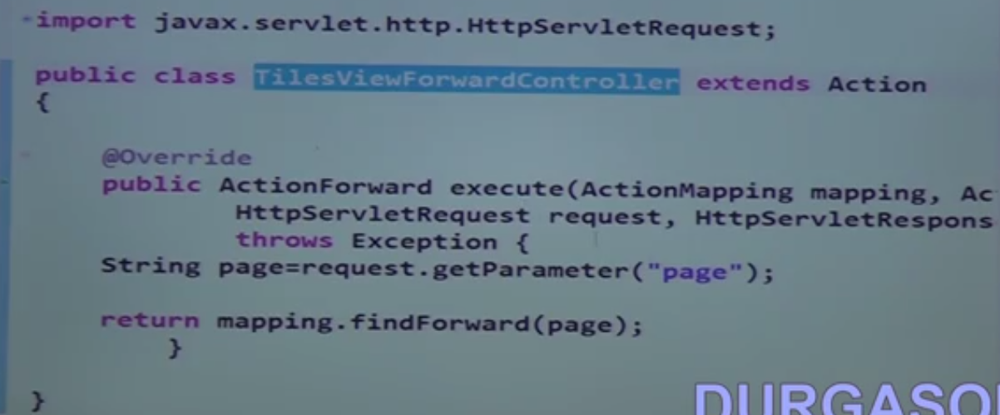 import javax.servlet.http.HttpServletRequest;
public class TilesViewForwardController extends Action
{
@Override
public ActionForward execute(ActionMapping mapping, Ac
HttpServletRequest request, HttpServletRespons
throws Exception {
String page=request.getParameter("page");
return mapping.findForward(page);
}
}
DURGASO